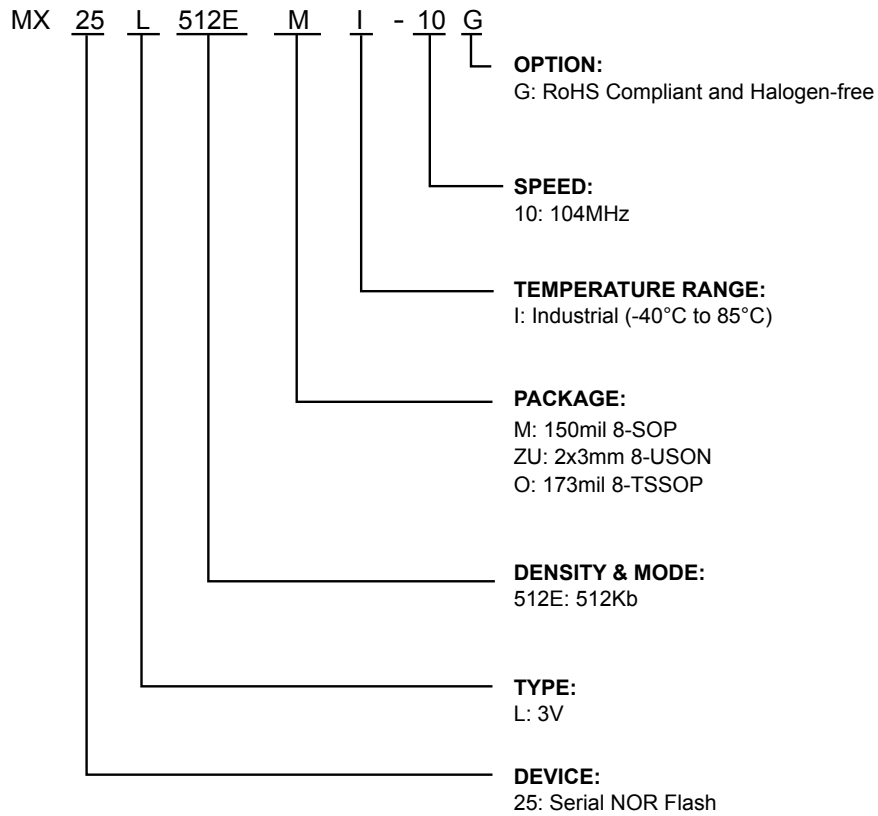 MX 25 L 512E M I - 10 G
OPTION:
G: RoHS Compliant and Halogen-free
SPEED:
10: 104MHz
TEMPERATURE RANGE:
I: Industrial (-40°C to 85°C)
PACKAGE:
M: 150mil 8-SOP
ZU: 2x3mm 8-USON
O: 173mil 8-TSSOP
DENSITY & MODE:
512E: 512Kb
TYPE:
L: 3V
DEVICE:
25: Serial NOR Flash